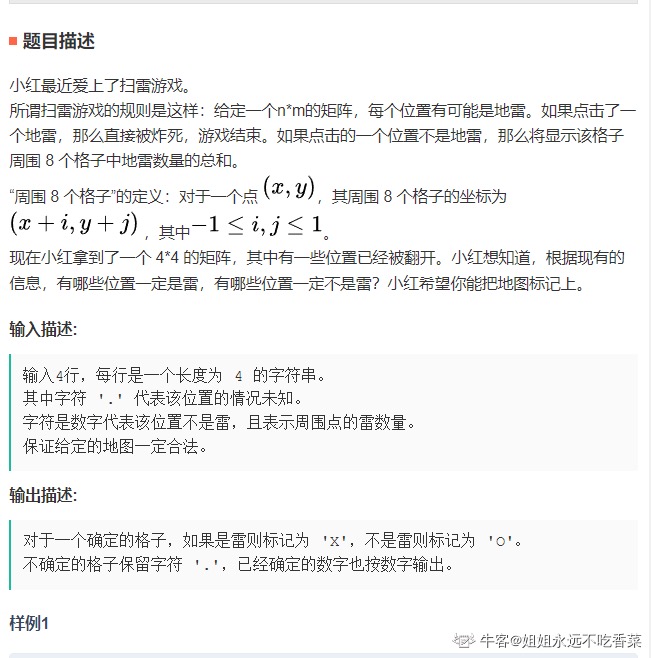 题目描述
小红最近爱上了扫雷游戏。
所谓扫雷游戏的规则是这样：给定一个n*m的矩阵，每个位置有可能是地雷。如果点击了一
个地雷，那么直接被炸死，游戏结束。如果点击的一个位置不是地雷，那么将显示该格子
周围 8 个格子中地雷数量的总和。
“周围 8 个格子”的定义：对于一个点 (x, y)，其周围 8 个格子的坐标为
(x + i, y + j)，其中−1 ≤ i, j ≤ 1。
现在小红拿到了一个 4*4 的矩阵，其中有一些位置已经被翻开。小红想知道，根据现有的
信息，有哪些位置一定是雷，有哪些位置一定不是雷？小红希望你能把地图标记上。
输入描述:
输入4行，每行是一个长度为 4 的字符串。
其中字符 '.' 代表该位置的情况未知。
字符是数字代表该位置不是雷，且表示周围点的雷数量。
保证给定的地图一定合法。
输出描述:
对于一个确定的格子，如果是雷则标记为 'X'，不是雷则标记为 'O'。
不确定的格子保留字符 '.'，已经确定的数字也按数字输出。
样例1
牛客@姐姐永远不吃香菜